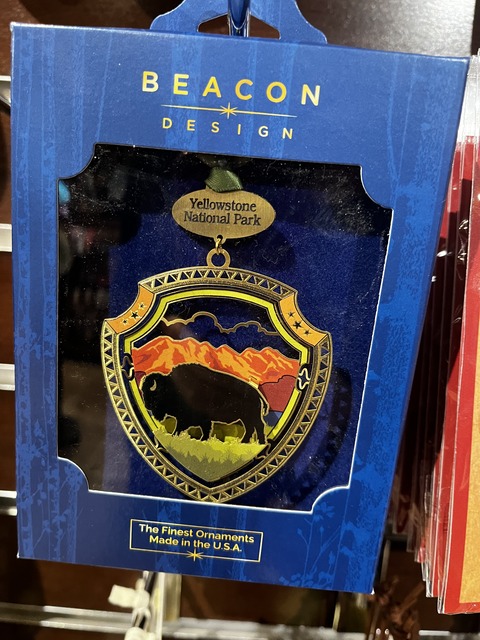 BEACON
DESIGN
Yellowstone
National Park
The Finest Ornaments
Made in the U.S.A.